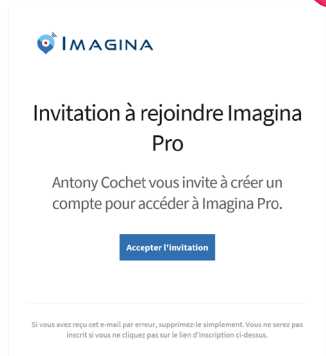 IMAGINA
Invitation à rejoindre Imagina
Pro
Antony Cochet vous invite à créer un
compte pour accéder à Imagina Pro.
Accepter l'invitation
Si vous avez reçu cet e-mail par erreur, supprimez-le simplement. Vous ne serez pas
inscrit si vous ne cliquez pas sur le lien d'inscription ci-dessus.